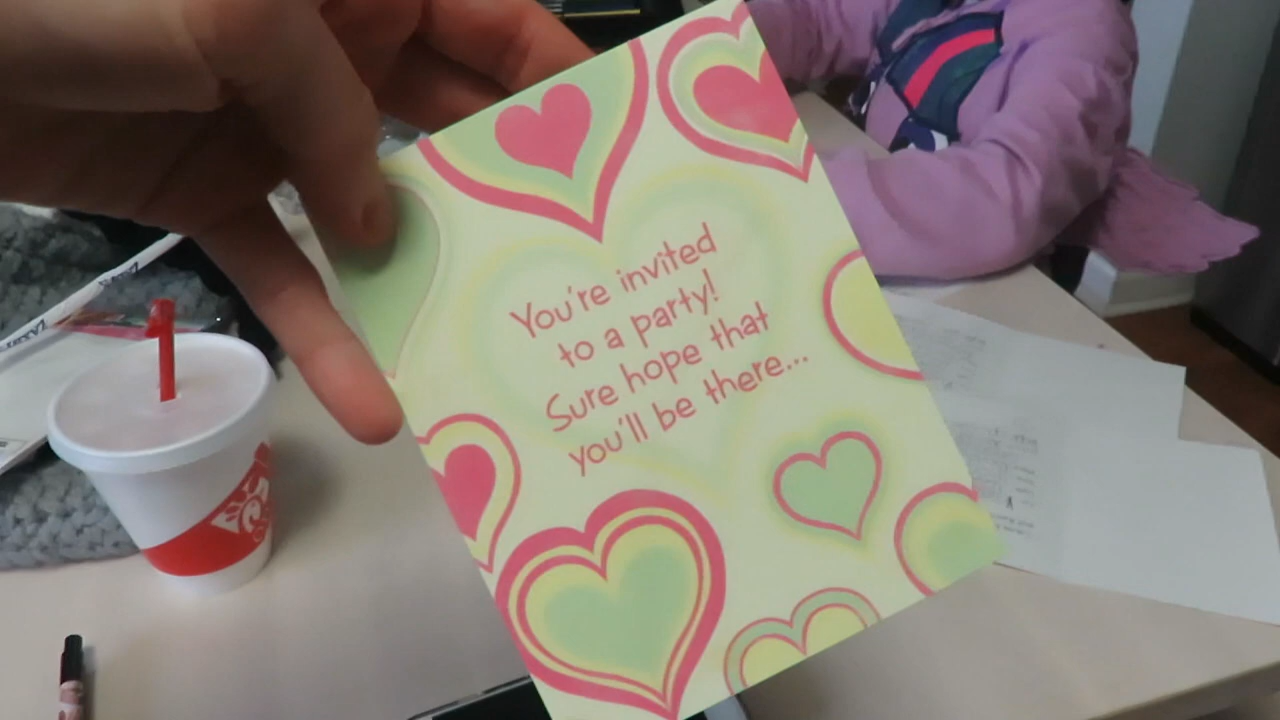 You're invited
to a party!
Sure hope that
you'll be there...